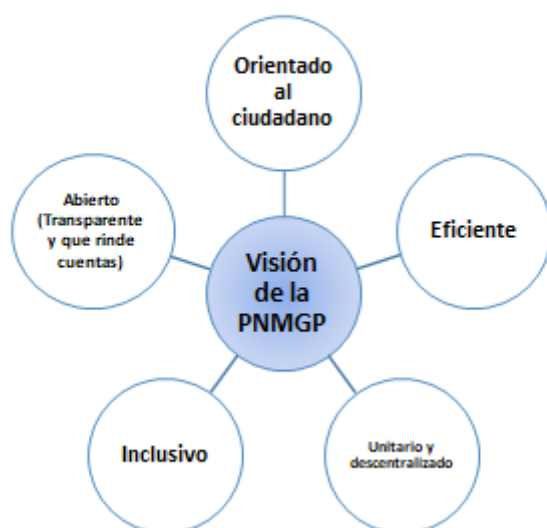 Orientado
al
ciudadano
Abierto
(Transparente
y que rinde
cuentas)
Eficiente
Visión
de la
PNMGP
Inclusivo
Unitario y
descentralizado